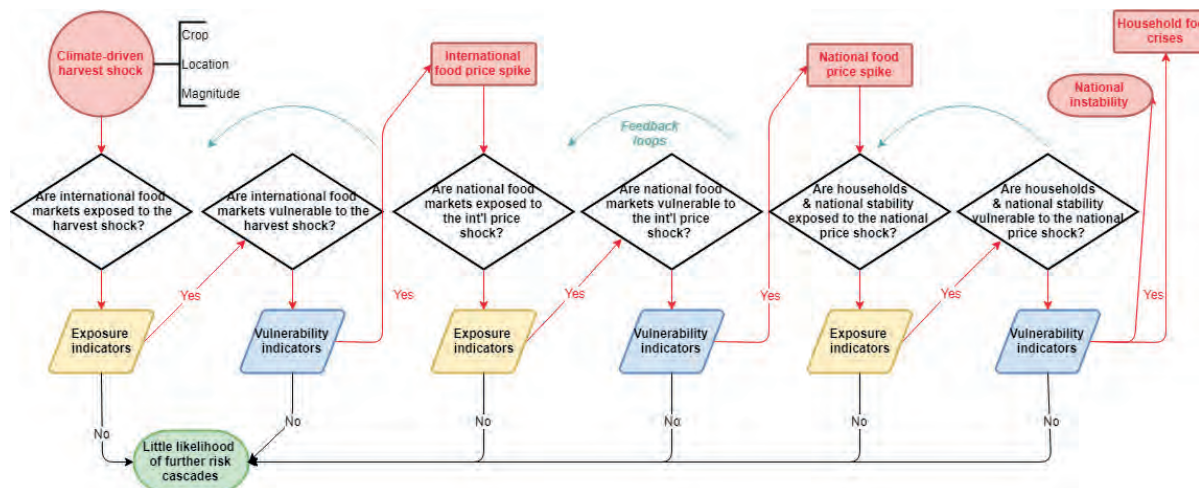 Climate-driven
harvest shock
Crop
Location
Magnitude
International
food price spike
National food
price spike
Household
crises
National
instability
Feedback
loops
Are international food
markets exposed to the
harvest shock?
Are international food
markets vulnerable to the
harvest shock?
Are national food
markets exposed to
the int'l price
shock?
Are national food
markets vulnerable to
the int'l price
shock?
Are households
& national stability
exposed to the national
price shock?
Are households
& national stability
vulnerable to the national
price shock?
Yes
Yes
Yes
Yes
Yes
Yes
Exposure
indicators
Vulnerability
indicators
Exposure
indicators
Vulnerability
indicators
Exposure
indicators
Vulnerability
indicators
No
No
No
No
No
No
Little likelihood
of further risk
cascades